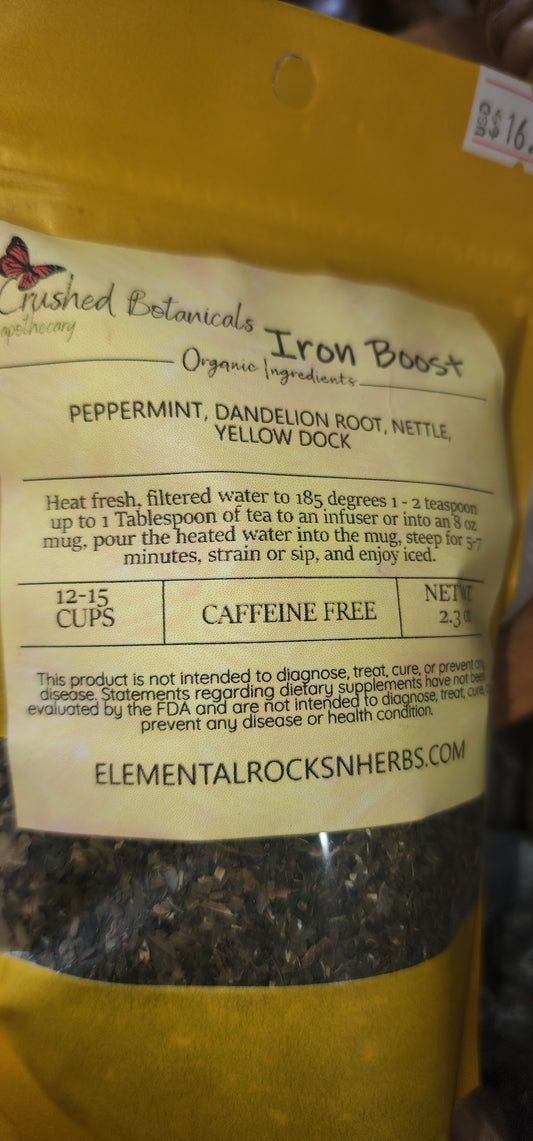 BSD $16.
Crushed Botanicals
apothecary
Iron Boost
Organic Ingredients
PEPPERMINT, DANDELION ROOT, NETTLE,
YELLOW DOCK
Heat fresh, filtered water to 185 degrees 1 - 2 teaspoon
up to 1 Tablespoon of tea to an infuser or into an 8 oz
mug, pour the heated water into the mug, steep for 5-7
minutes, strain or sip, and enjoy iced.
12-15
CUPS
CAFFEINE FREE
NET WT
2.3
This product is not intended to diagnose, treat, cure, or prevent any
disease. Statements regarding dietary supplements have not been
evaluated by the FDA and are not intended to diagnose, treat, cure,
prevent any disease or health condition.
ELEMENTALROCKSNHERBS.COM